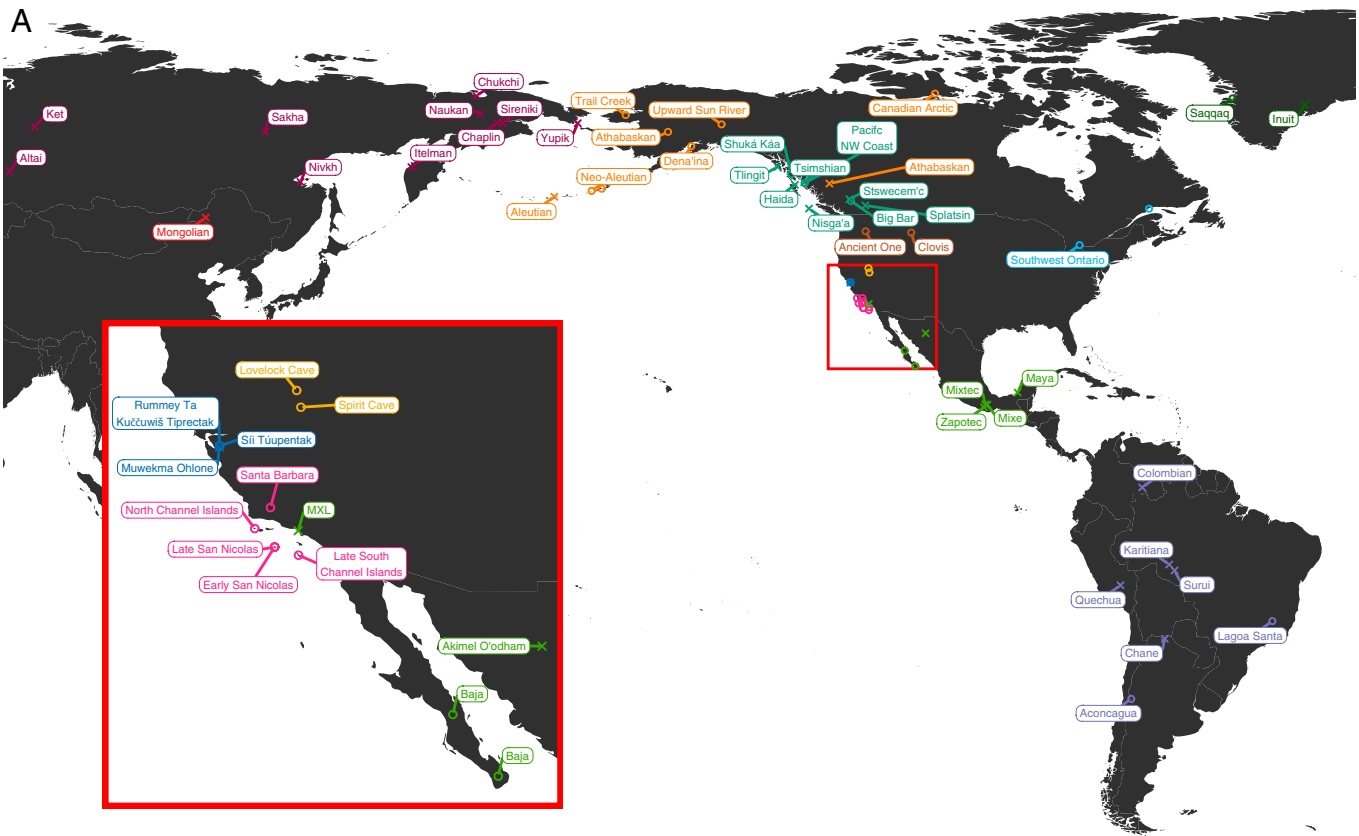 A
Chukchi
Ket
Sakha
Naukan
Sireniki
Trail Creek
Upward Sun River
Canadian Arctic
Saqqaq
Inuit
Chaplin
Yupik
Athabaskan
Shuká Káa
Pacifc
NW Coast
Altai
Itelman
Dena'ina
Nivkh
Tlingit
Tsimshian
Athabaskan
Neo-Aleutian
Haida
Stswecem'c
Aleutian
Nisga'a
Big Bar
Splatsin
Mongolian
Ancient One
Clovis
Southwest Ontario
Lovelock Cave
Maya
Mixtec
Rummey Ta
Kuččuwiš Tiprectak
Spirit Cave
Zapotec
Mixe
Síi Túupentak
Muwekma Ohlone
Santa Barbara
Colombian
North Channel Islands
MXL
Late San Nicolas
Late South
Channel Islands
Early San Nicolas
Karitiana
Surui
Quechua
Lagoa Santa
Akimel O'odham
Chane
Baja
Aconcagua
Baja